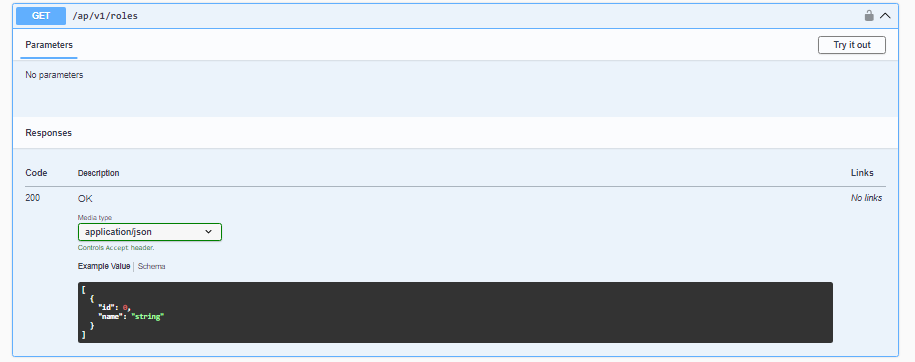 GET /ap/v1/roles
Parameters
Try it out
No parameters
Responses
Code Description Links
200 OK No links
Media type
application/json
Controls Accept header.
Example Value | Schema
[
  {
    "id": 0,
    "name": "string"
  }
]